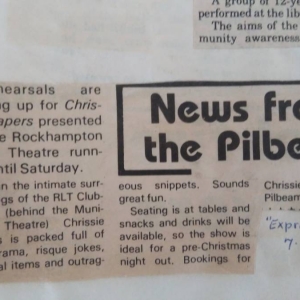 A group of 12-ye
performed at the lib
The aims of the
munity awareness
hearsals are
ng up for Chris-
apers presented
e Rockhampton
Theatre runn-
ntil Saturday.
n the intimate surr-
ngs of the RLT Club-
(behind the Muni-
Theatre) Chrissie
s is packed full of
rama, risque jokes,
al items and outrag-
News fro
the Pilbe
eous snippets. Sounds
great fun.
Seating is at tables and
snacks and drinks will be
available, so the show is
ideal for a pre-Christmas
night out. Bookings for
Chrissie
Pilbeam
"Expr
7.